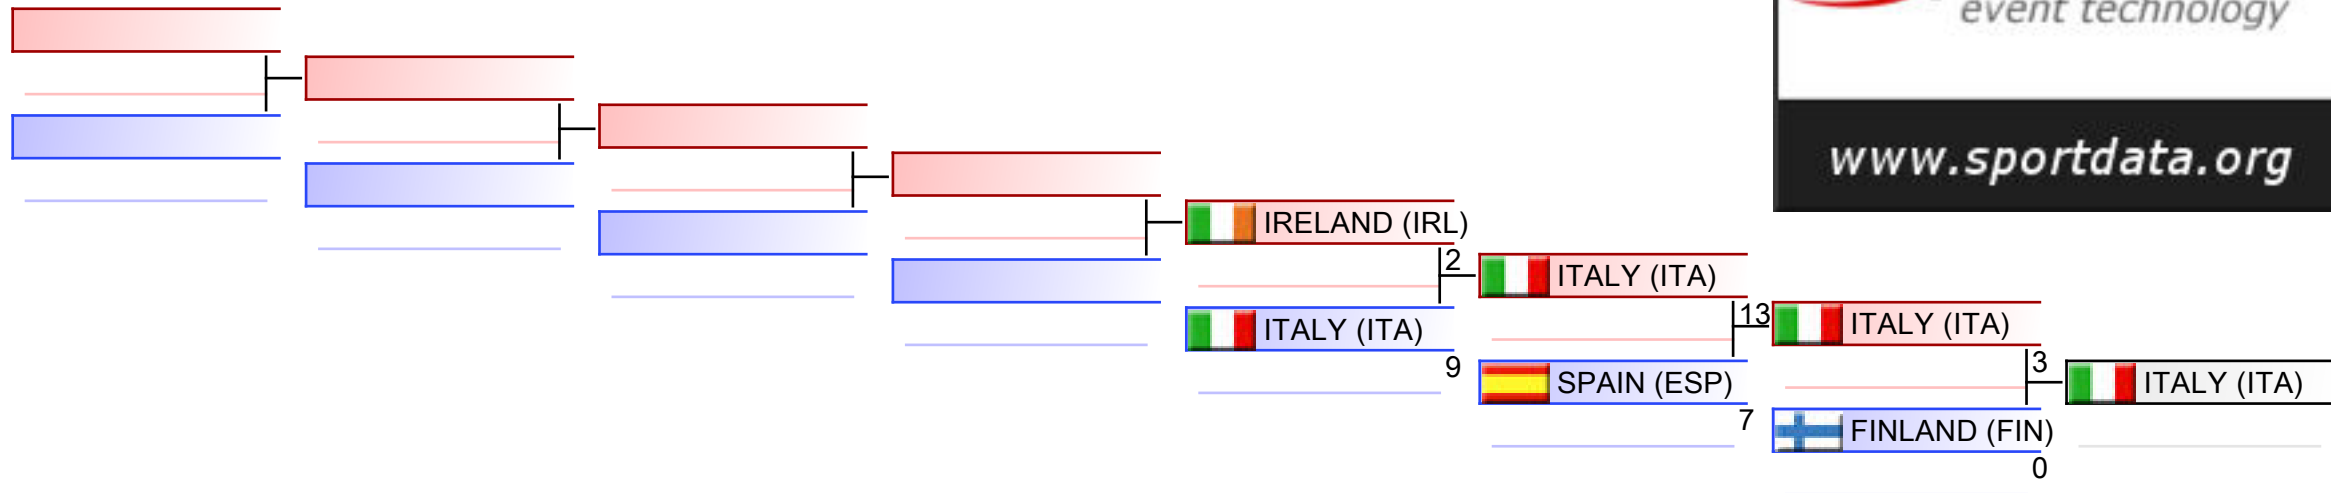 event technology
www.sportdata.org
IRELAND (IRL)
2
ITALY (ITA)
9
ITALY (ITA)
13
SPAIN (ESP)
7
ITALY (ITA)
3
FINLAND (FIN)
0
ITALY (ITA)